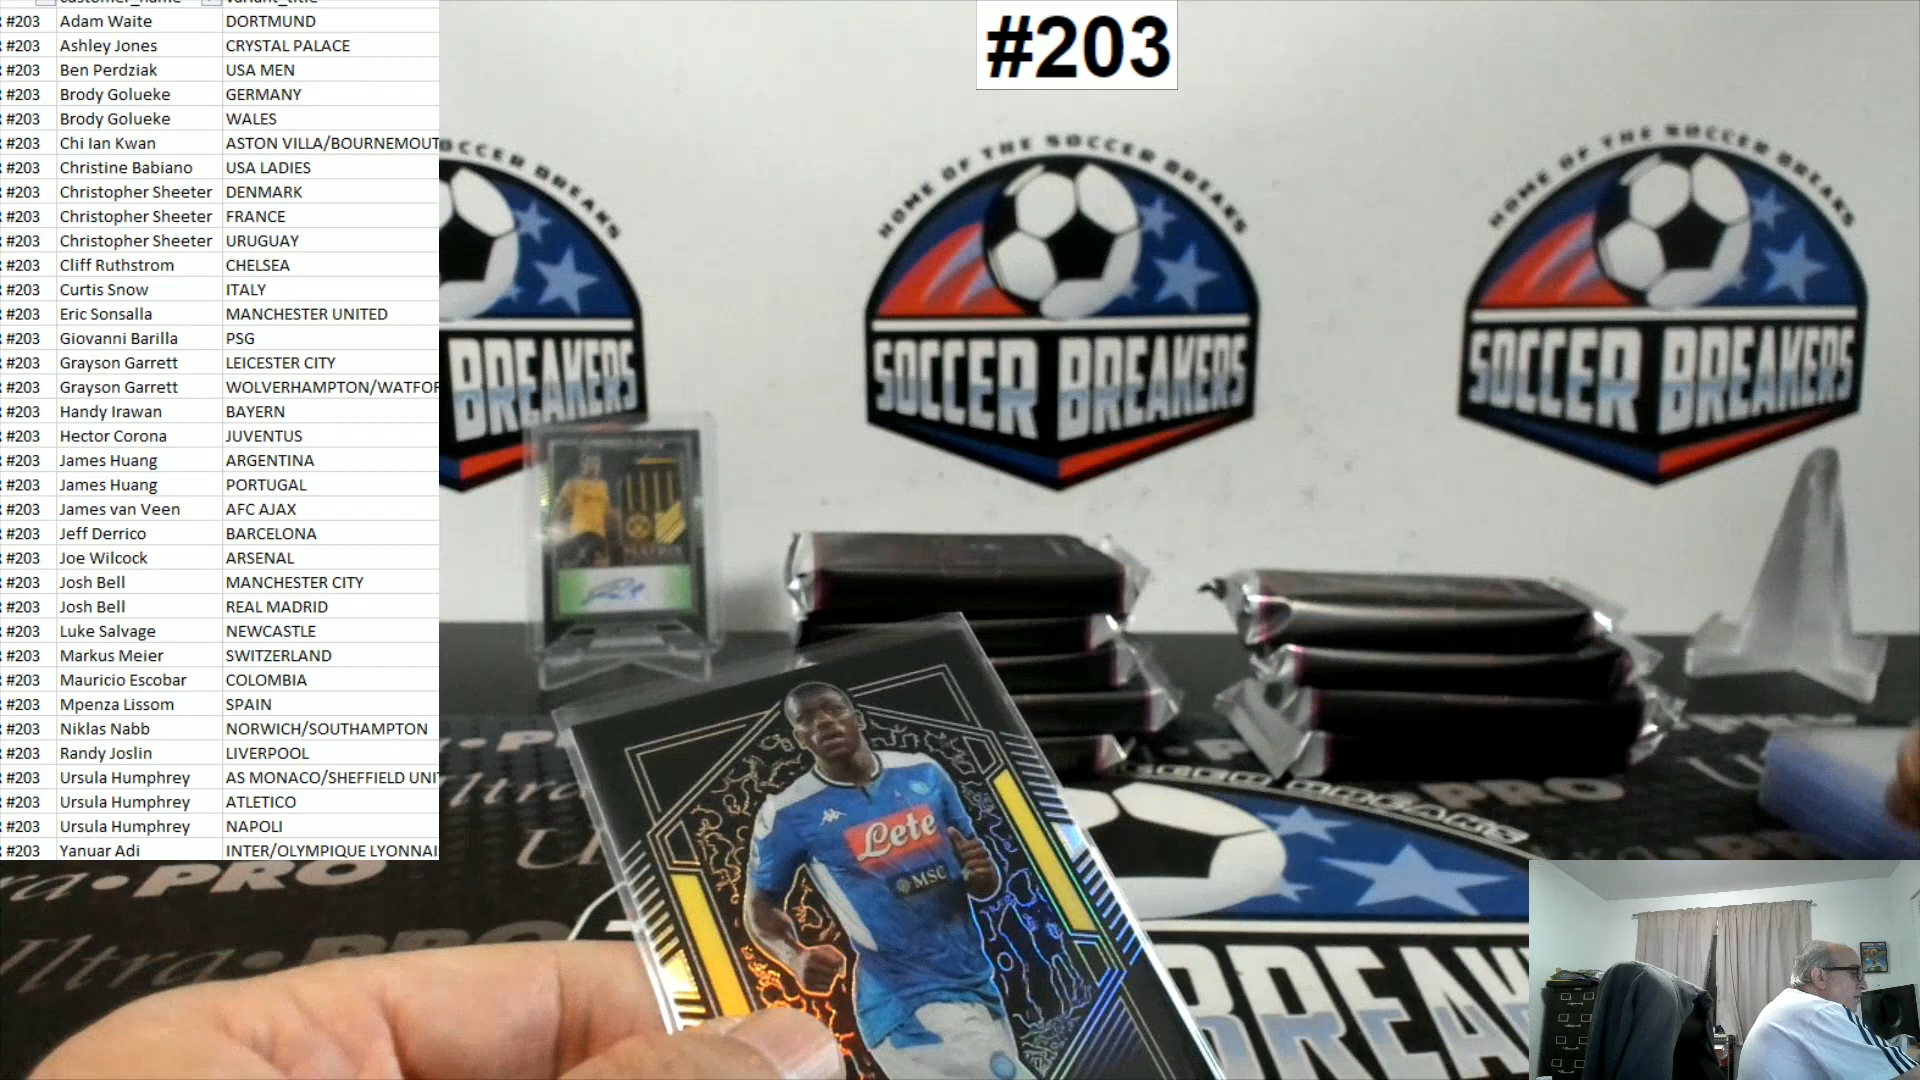 customer_name variant_title
#203 Adam Waite DORTMUND
#203 Ashley Jones CRYSTAL PALACE
#203 Ben Perdziak USA MEN
#203 Brody Golueke GERMANY
#203 Brody Golueke WALES
#203 Chi Ian Kwan ASTON VILLA/BOURNEMOUT
#203 Christine Babiano USA LADIES
#203 Christopher Sheeter DENMARK
#203 Christopher Sheeter FRANCE
#203 Christopher Sheeter URUGUAY
#203 Cliff Ruthstrom CHELSEA
#203 Curtis Snow ITALY
#203 Eric Sonsalla MANCHESTER UNITED
#203 Giovanni Barilla PSG
#203 Grayson Garrett LEICESTER CITY
#203 Grayson Garrett WOLVERHAMPTON/WATFOR
#203 Handy Irawan BAYERN
#203 Hector Corona JUVENTUS
#203 James Huang ARGENTINA
#203 James Huang PORTUGAL
#203 James van Veen AFC AJAX
#203 Jeff Derrico BARCELONA
#203 Joe Wilcock ARSENAL
#203 Josh Bell MANCHESTER CITY
#203 Josh Bell REAL MADRID
#203 Luke Salvage NEWCASTLE
#203 Markus Meier SWITZERLAND
#203 Mauricio Escobar COLOMBIA
#203 Mpenza Lissom SPAIN
#203 Niklas Nabb NORWICH/SOUTHAMPTON
#203 Randy Joslin LIVERPOOL
#203 Ursula Humphrey AS MONACO/SHEFFIELD UNI
#203 Ursula Humphrey ATLETICO
#203 Ursula Humphrey NAPOLI
#203 Yanuar Adi INTER/OLYMPIQUE LYONNAI
#203
OCCER BREAKS
BREAKERS
HOME OF THE SOCCER BREAKS
SOCCER BREAKERS
HOME OF THE SOCCER BREAKS
SOCCER BREAKERS
Lete
MSC
PRO
PRO
Ultra PRO
BREA